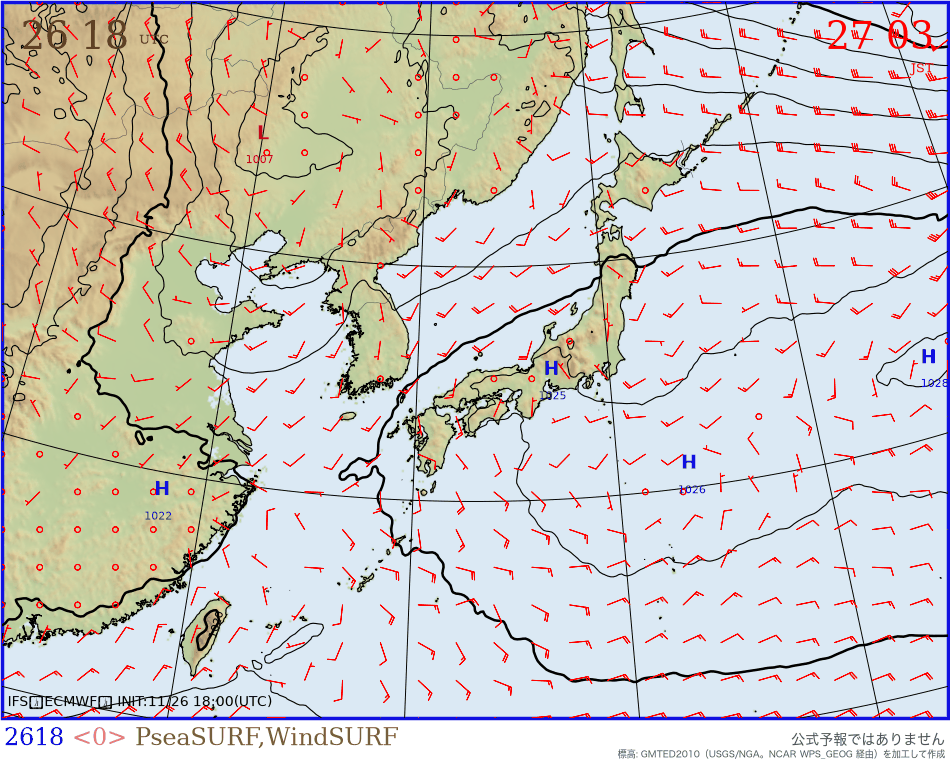 26 18 UTC
27 03
JST
L
1007
H
1028
H
1025
H
1026
H
1022
IFS ECMWF INIT:11/26 18:00(UTC)
2618 <0> PseaSURF,WindSURF
公式予報ではありません
標高: GMTED2010（USGS/NGA。NCAR WPS_GEOG 経由）を加工して作成